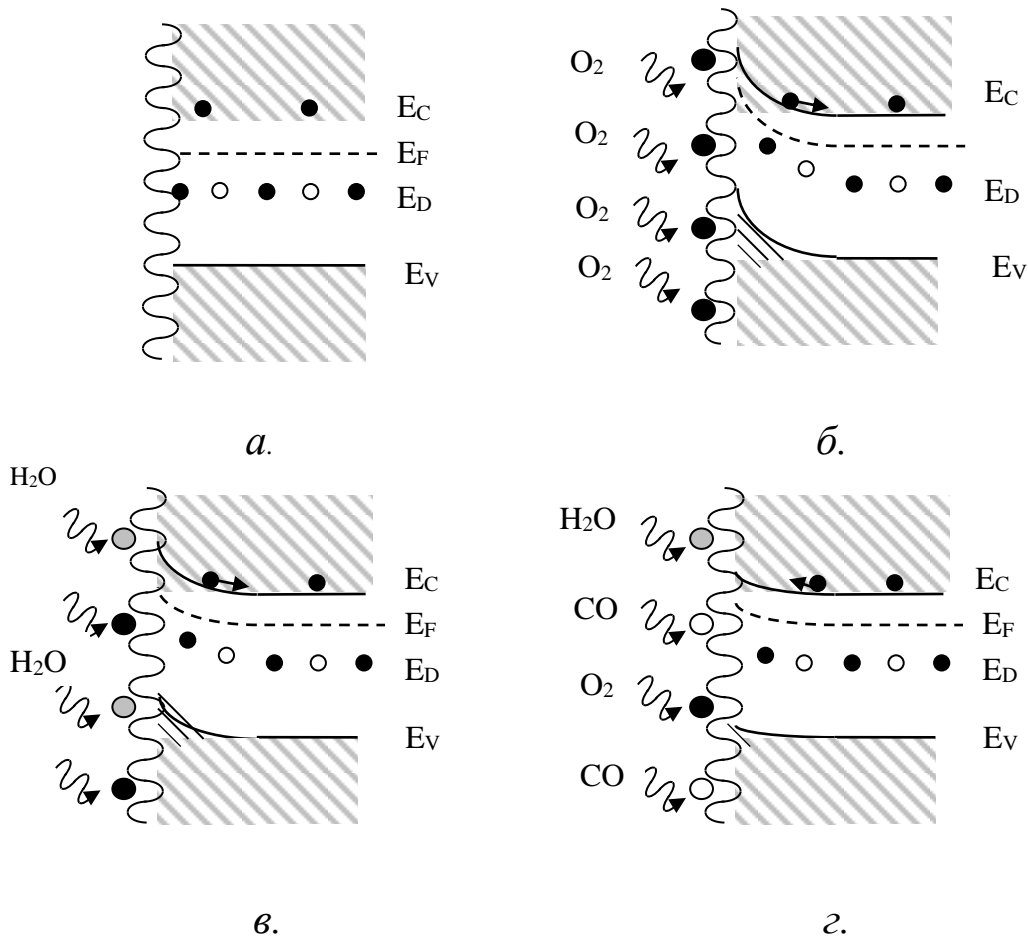 E_C
E_F
E_D
E_V
а.
O₂
O₂
O₂
O₂
E_C
E_D
E_V
б.
H₂O
H₂O
E_C
E_F
E_D
E_V
в.
H₂O
CO
O₂
CO
E_C
E_F
E_D
E_V
г.